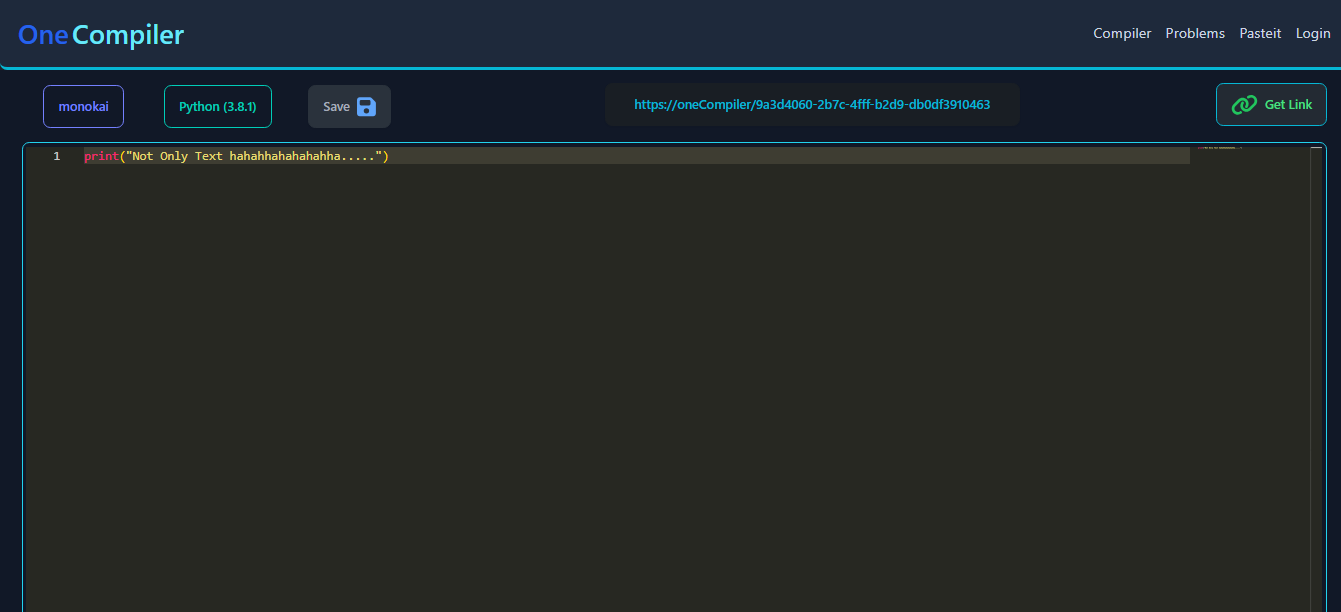 OneCompiler
Compiler Problems Pasteit Login
monokai Python (3.8.1) Save https://oneCompiler/9a3d4060-2b7c-4fff-b2d9-db0df3910463 Get Link
1 print("Not Only Text hahahhahahahahha.....")